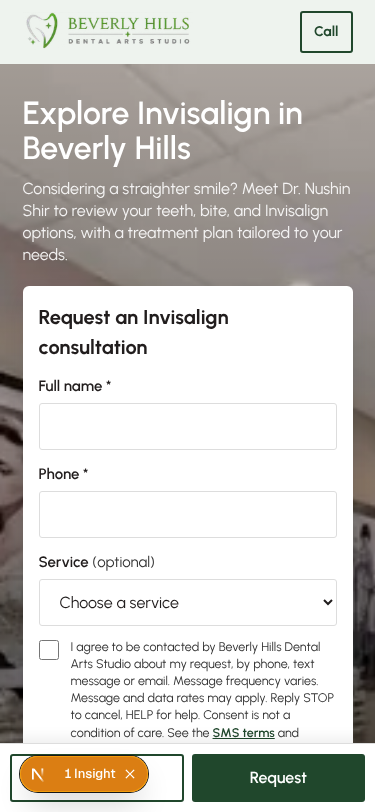 BEVERLY HILLS
DENTAL ARTS STUDIO
Call
Explore Invisalign in
Beverly Hills
Considering a straighter smile? Meet Dr. Nushin
Shir to review your teeth, bite, and Invisalign
options, with a treatment plan tailored to your
needs.
Request an Invisalign
consultation
Full name *
Phone *
Service (optional)
Choose a service
I agree to be contacted by Beverly Hills Dental
Arts Studio about my request, by phone, text
message or email. Message frequency varies.
Message and data rates may apply. Reply STOP
to cancel, HELP for help. Consent is not a
condition of care. See the SMS terms and
N 1 Insight ×
Request